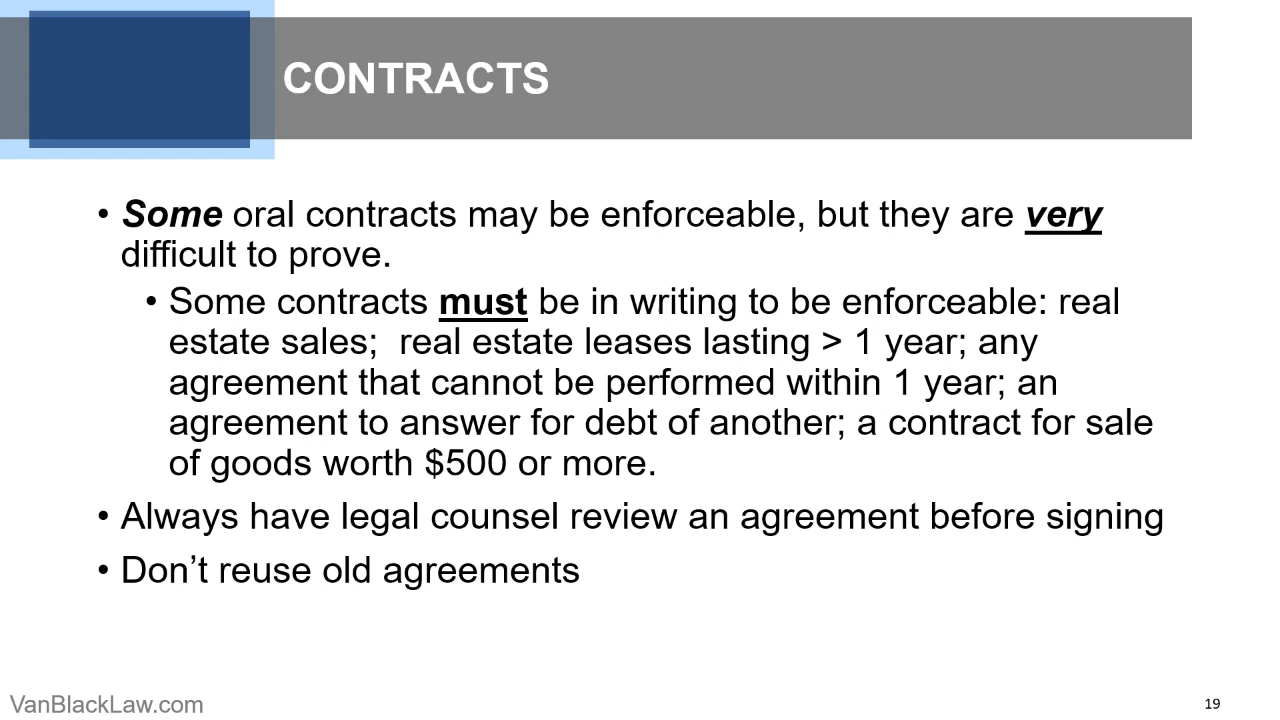 CONTRACTS
• Some oral contracts may be enforceable, but they are very
difficult to prove.
• Some contracts must be in writing to be enforceable: real
estate sales;  real estate leases lasting > 1 year; any
agreement that cannot be performed within 1 year; an
agreement to answer for debt of another; a contract for sale
of goods worth $500 or more.
• Always have legal counsel review an agreement before signing
• Don’t reuse old agreements
VanBlackLaw.com
19